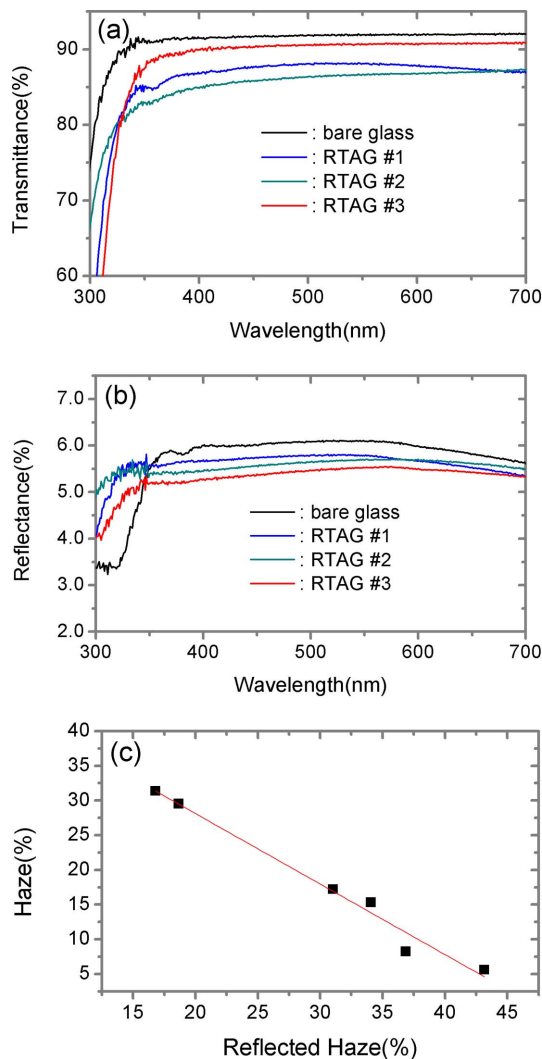 (a)
Transmittance(%)
90
80
70
60
: bare glass
: RTAG #1
: RTAG #2
: RTAG #3
300 400 500 600 700
Wavelength(nm)
(b)
Reflectance(%)
7.0
6.0
5.0
4.0
3.0
2.0
: bare glass
: RTAG #1
: RTAG #2
: RTAG #3
300 400 500 600 700
Wavelength(nm)
(c)
Haze(%)
40
35
30
25
20
15
10
5
15 20 25 30 35 40 45
Reflected Haze(%)